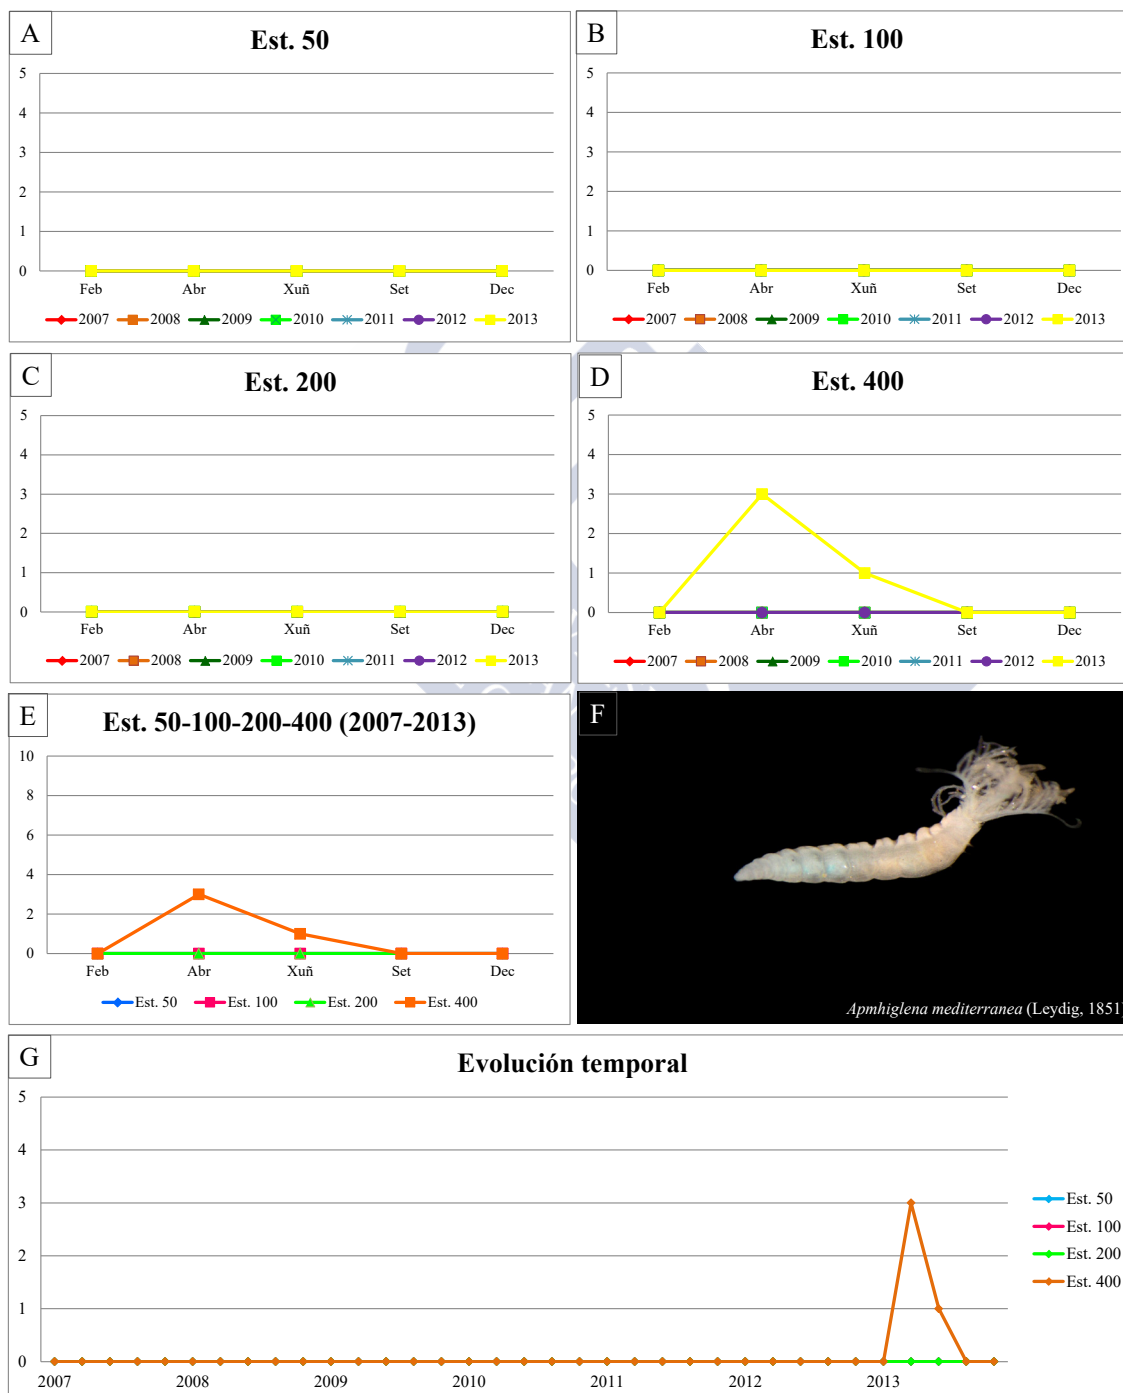 A
Est. 50
5
4
3
2
1
0
Feb Abr Xuñ Set Dec
2007 2008 2009 2010 2011 2012 2013
B
Est. 100
5
4
3
2
1
0
Feb Abr Xuñ Set Dec
2007 2008 2009 2010 2011 2012 2013
C
Est. 200
5
4
3
2
1
0
Feb Abr Xuñ Set Dec
2007 2008 2009 2010 2011 2012 2013
D
Est. 400
5
4
3
2
1
0
Feb Abr Xuñ Set Dec
2007 2008 2009 2010 2011 2012 2013
E
Est. 50-100-200-400 (2007-2013)
10
8
6
4
2
0
Feb Abr Xuñ Set Dec
Est. 50 Est. 100 Est. 200 Est. 400
F
Apmhiglena mediterranea (Leydig, 1851)
G
Evolución temporal
5
4
3
2
1
0
2007 2008 2009 2010 2011 2012 2013
Est. 50
Est. 100
Est. 200
Est. 400